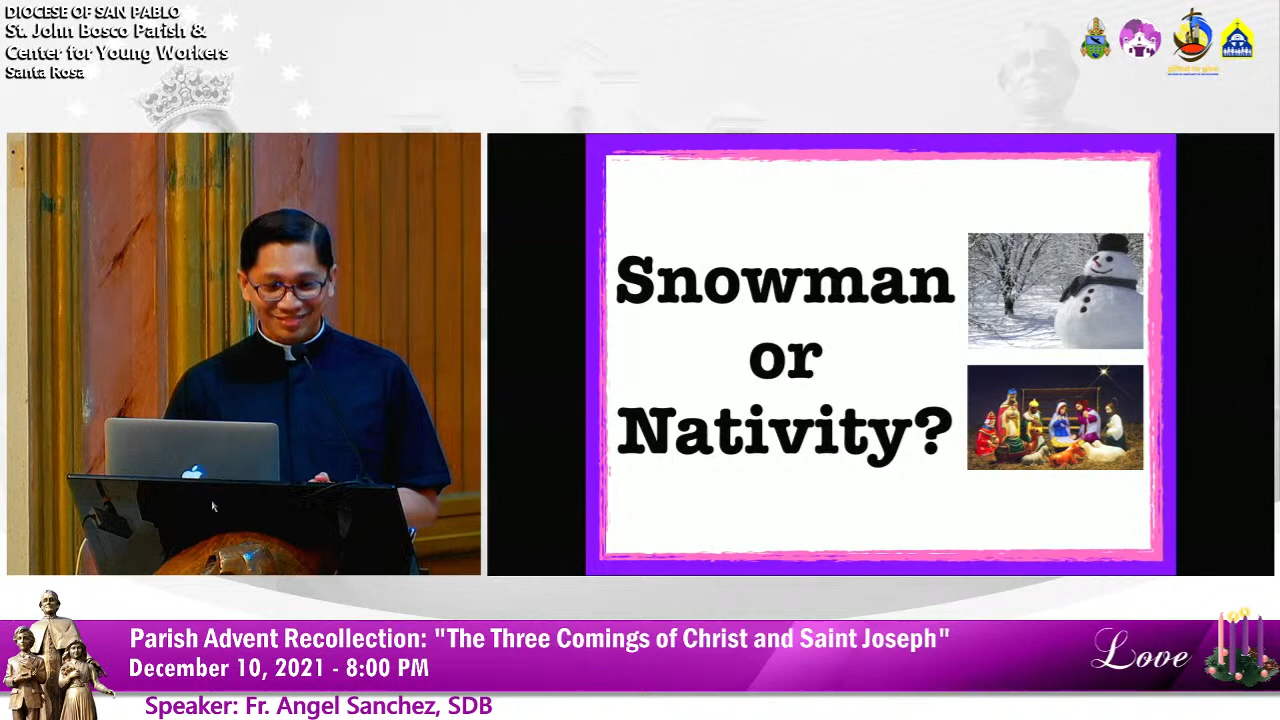 DIOCESE OF SAN PABLO
St. John Bosco Parish &
Center for Young Workers
Santa Rosa
Snowman
or
Nativity?
Parish Advent Recollection: "The Three Comings of Christ and Saint Joseph"
December 10, 2021 - 8:00 PM
Love
Speaker: Fr. Angel Sanchez, SDB